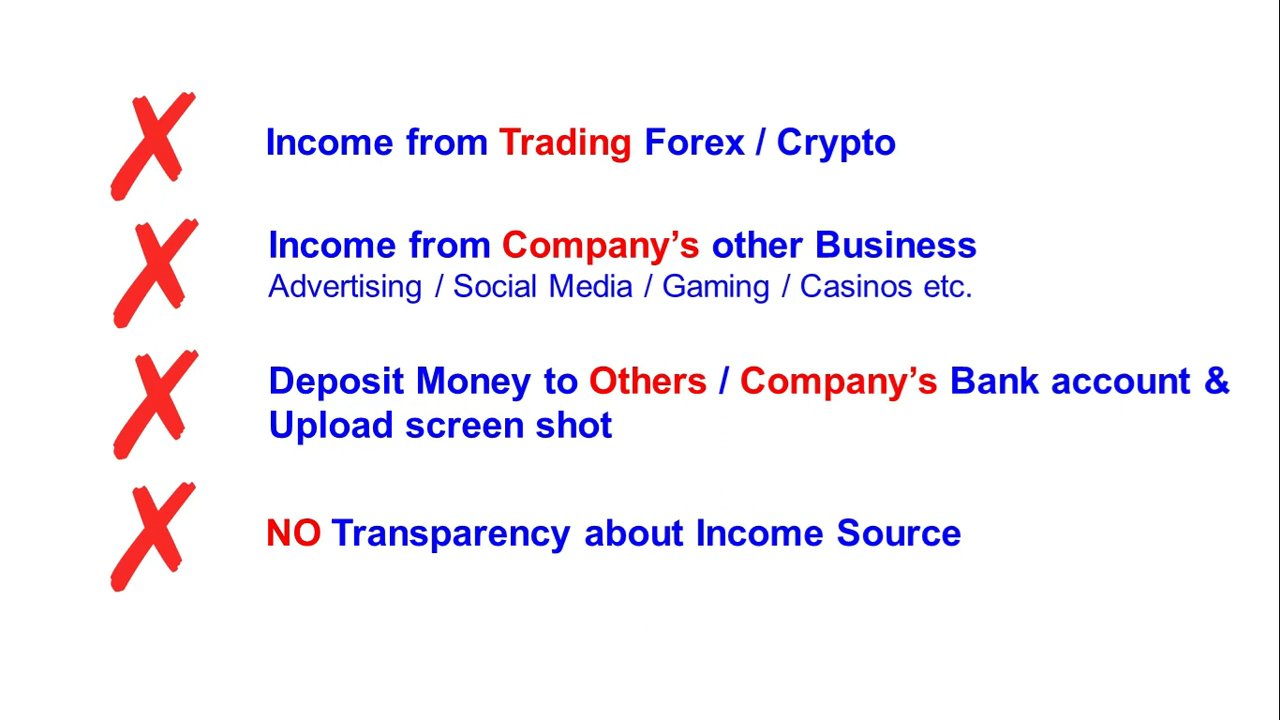 Income from Trading Forex / Crypto
Income from Company’s other Business
Advertising / Social Media / Gaming / Casinos etc.
Deposit Money to Others / Company’s Bank account &
Upload screen shot
NO Transparency about Income Source